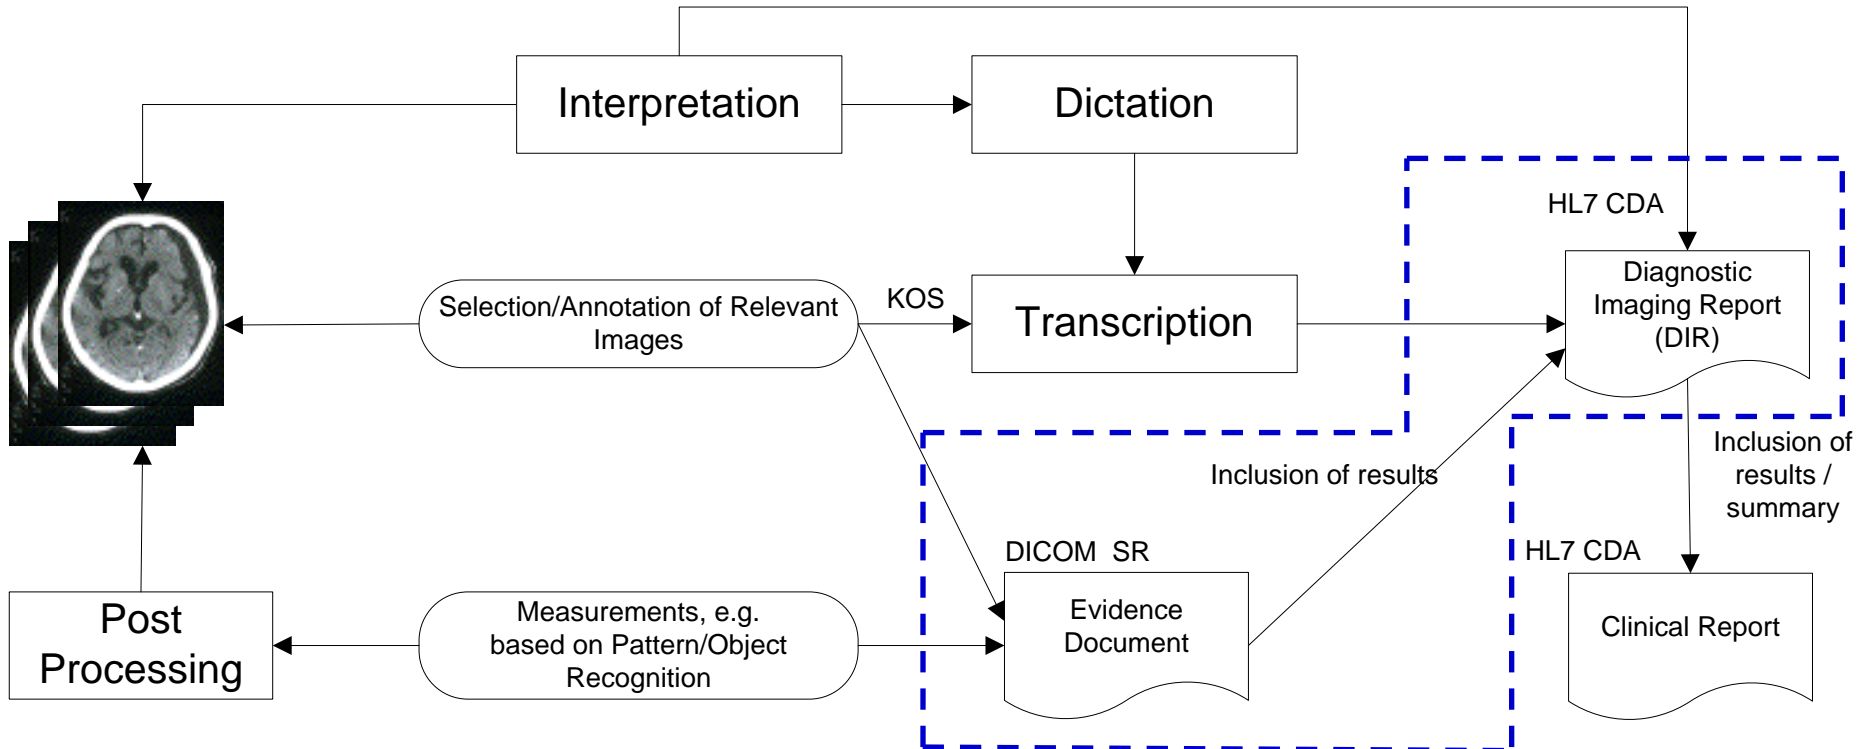 Interpretation
Dictation
HL7 CDA
Diagnostic
Imaging Report
(DIR)
Selection/Annotation of Relevant
Images
KOS
Transcription
Inclusion of results
Inclusion of
results /
summary
DICOM  SR
HL7 CDA
Post
Processing
Measurements, e.g.
based on Pattern/Object
Recognition
Evidence
Document
Clinical Report